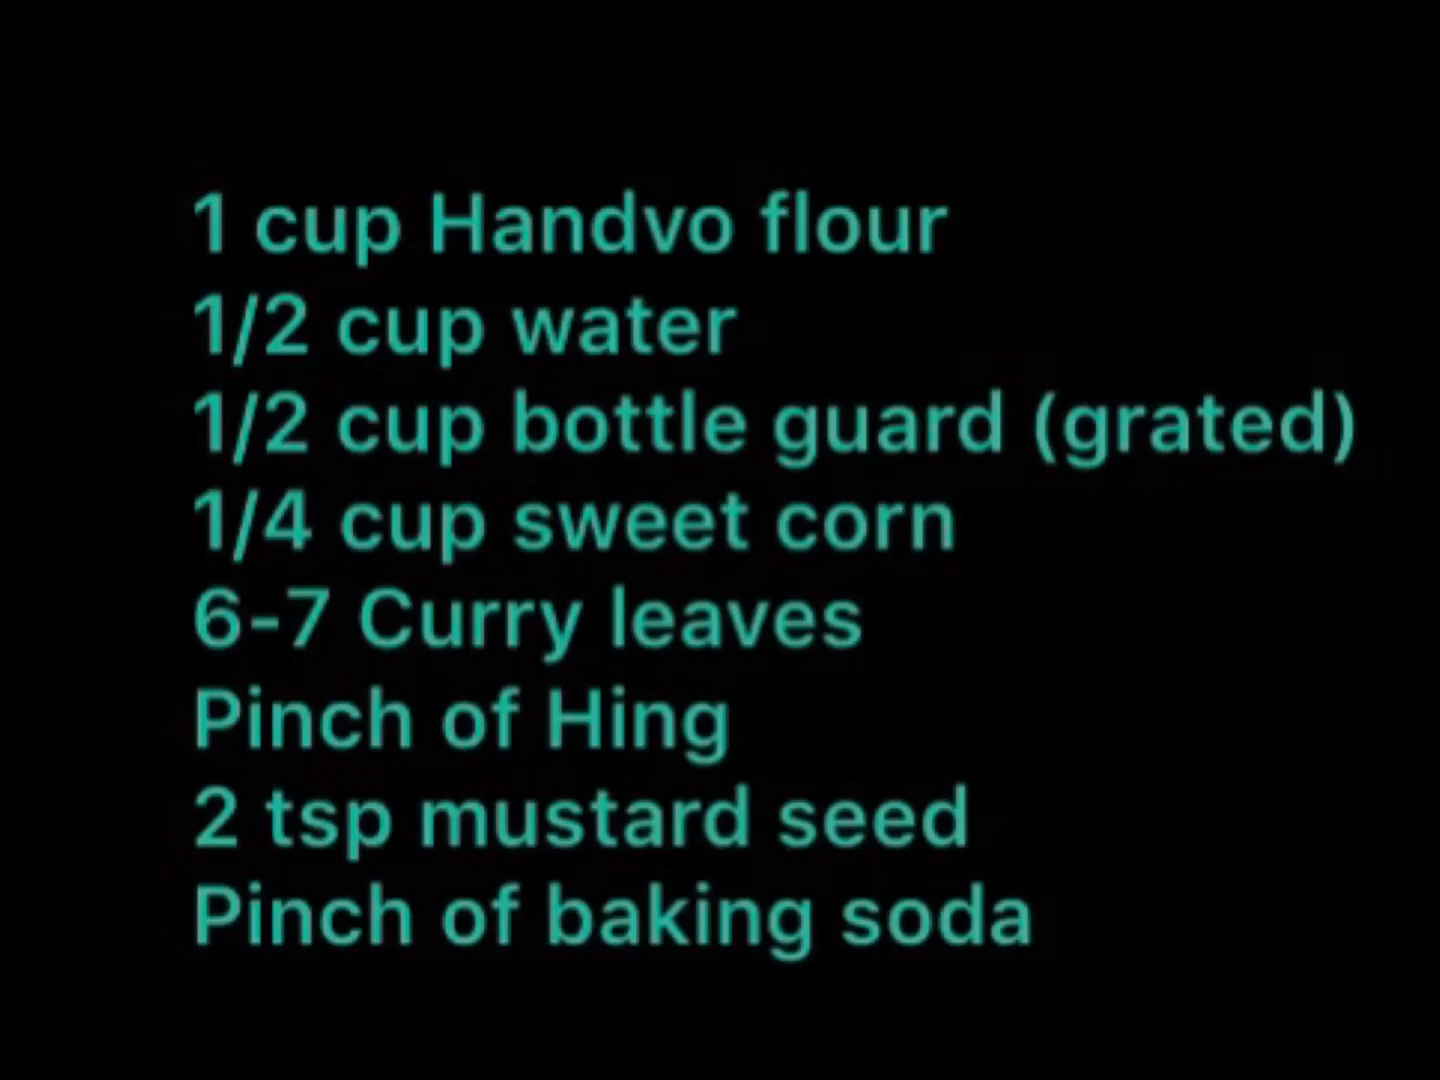 1 cup Handvo flour
1/2 cup water
1/2 cup bottle guard (grated)
1/4 cup sweet corn
6-7 Curry leaves
Pinch of Hing
2 tsp mustard seed
Pinch of baking soda